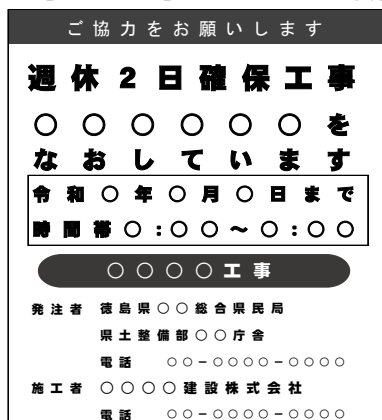 ご協力をお願いします
週休2日確保工事
○○○○○○を
なおしています
令和○年○月○日まで
時間帯○:○○~○:○○
○○○○工事
発注者 徳島県○○総合県民局
県土整備部○○庁舎
電話 ○○-○○○○-○○○○
施工者 ○○○○建設株式会社
電話 ○○-○○○○-○○○○